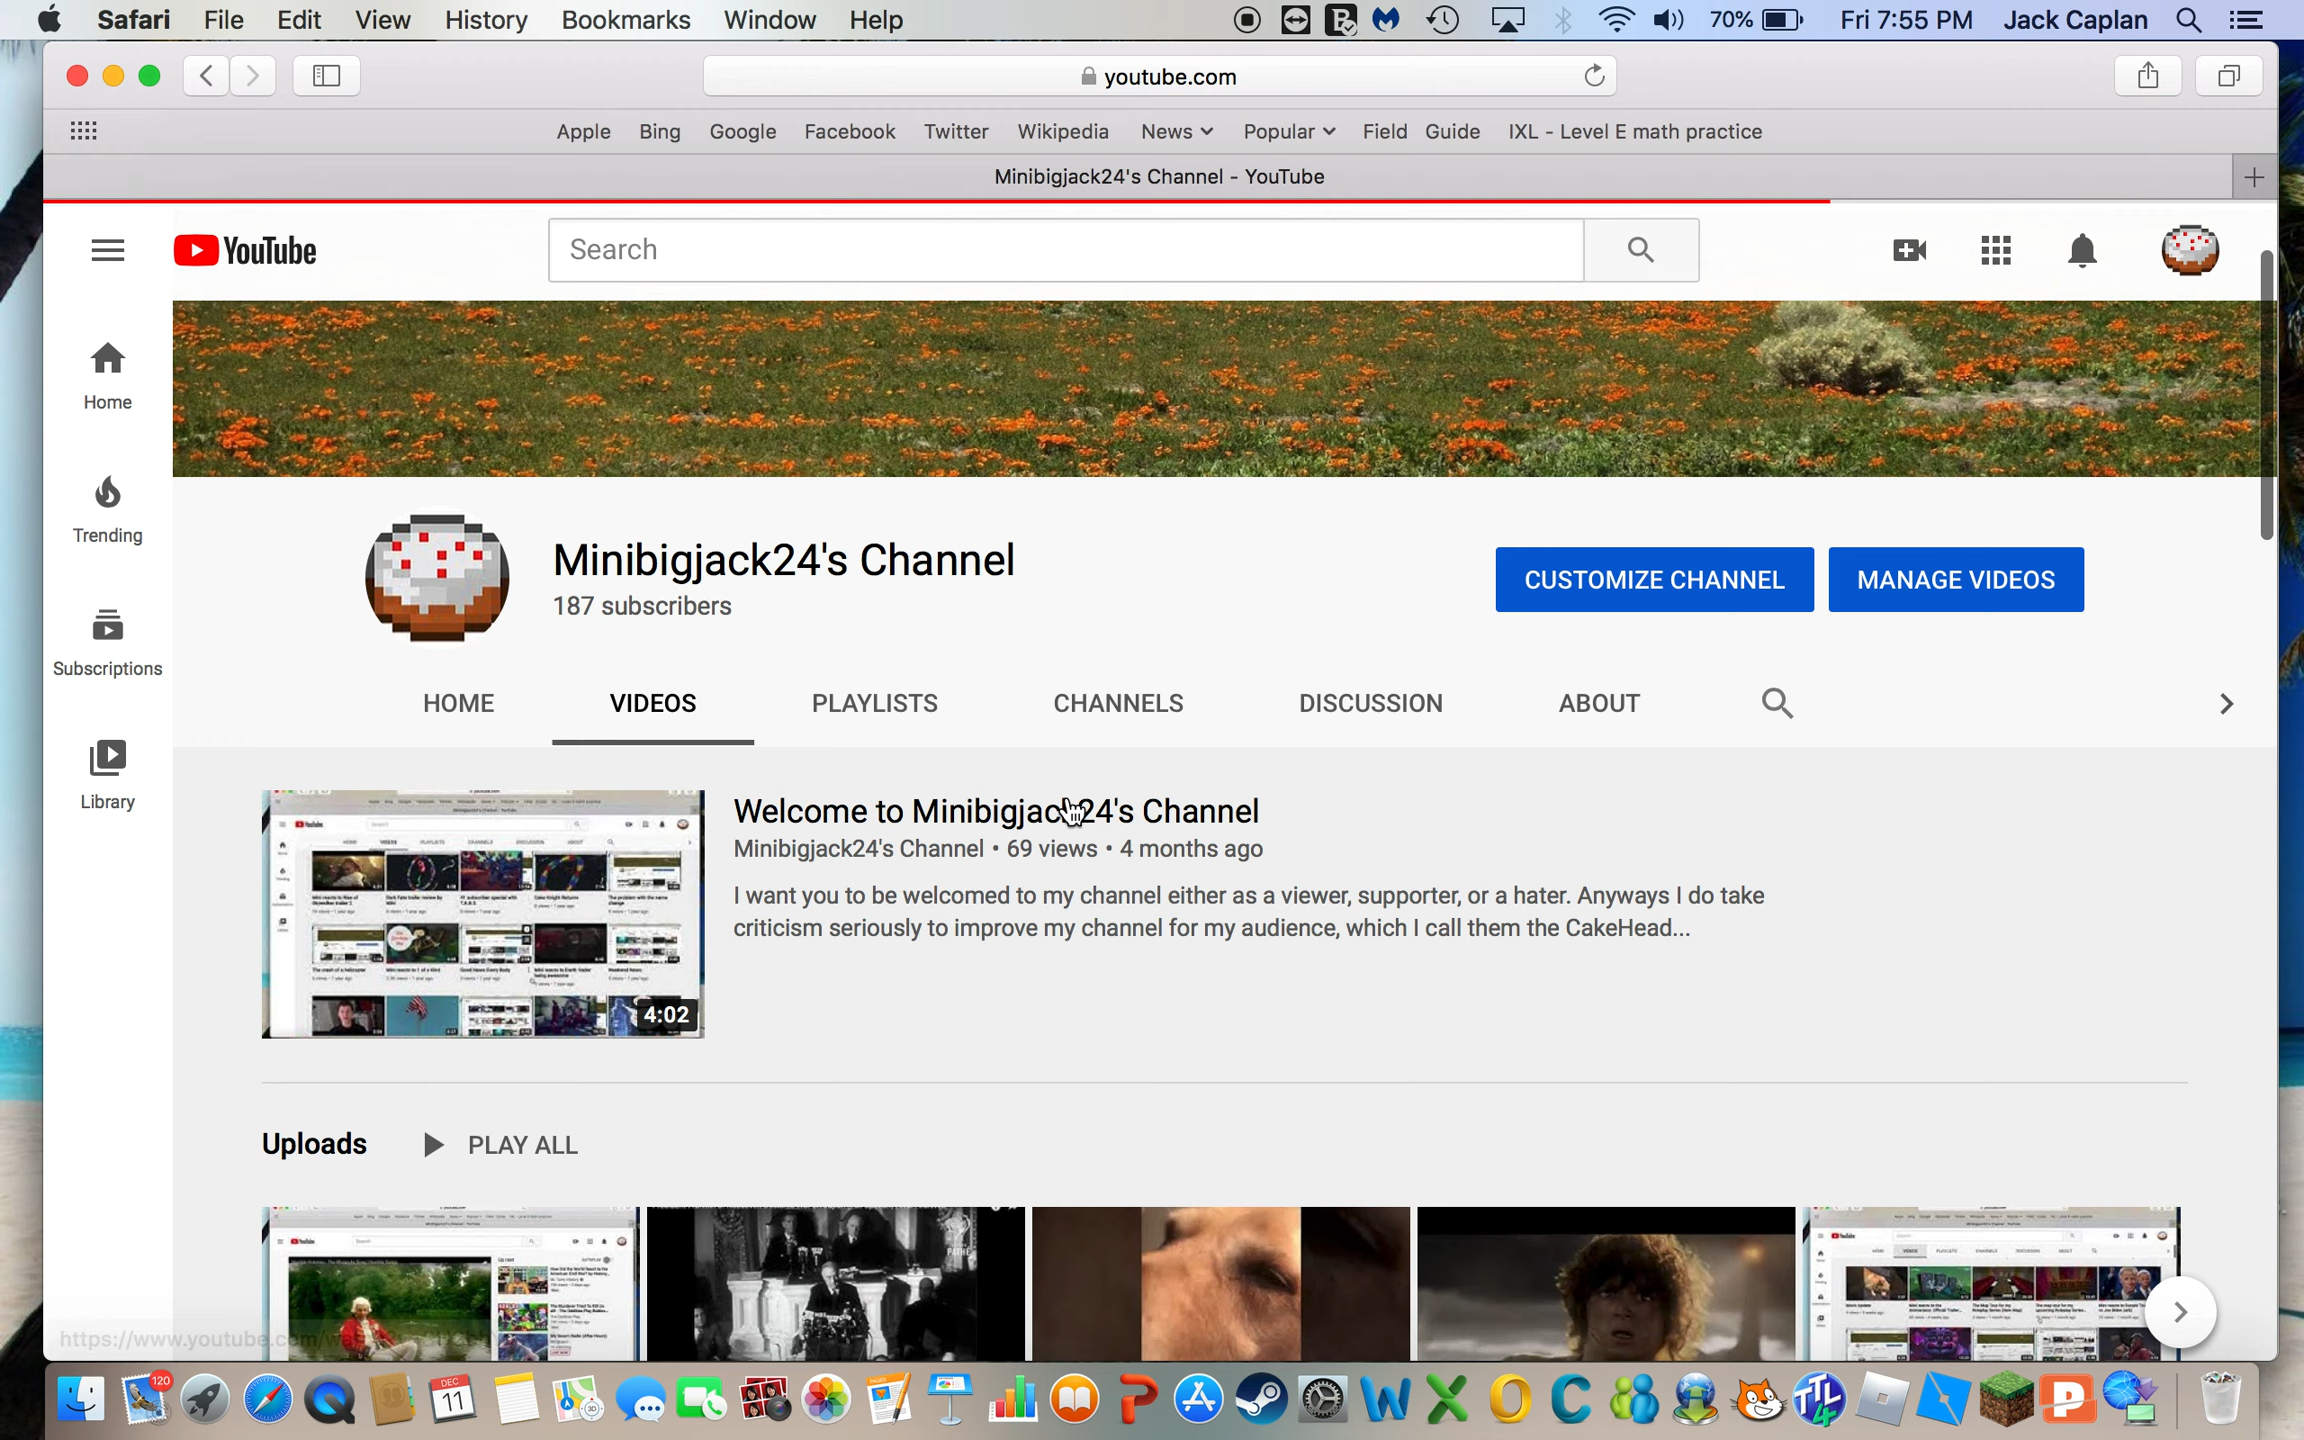 Safari File Edit View History Bookmarks Window Help 70% Fri 7:55 PM Jack Caplan
youtube.com
Apple Bing Google Facebook Twitter Wikipedia News Popular Field Guide IXL - Level E math practice
Minibigjack24's Channel - YouTube
YouTube
Search
Home
Trending
Subscriptions
Library
Minibigjack24's Channel
187 subscribers
CUSTOMIZE CHANNEL
MANAGE VIDEOS
HOME VIDEOS PLAYLISTS CHANNELS DISCUSSION ABOUT
4:02
Welcome to Minibigjack24's Channel
Minibigjack24's Channel • 69 views • 4 months ago
I want you to be welcomed to my channel either as a viewer, supporter, or a hater. Anyways I do take
criticism seriously to improve my channel for my audience, which I call them the CakeHead...
Uploads PLAY ALL
PATHÉ
120
DEC
11